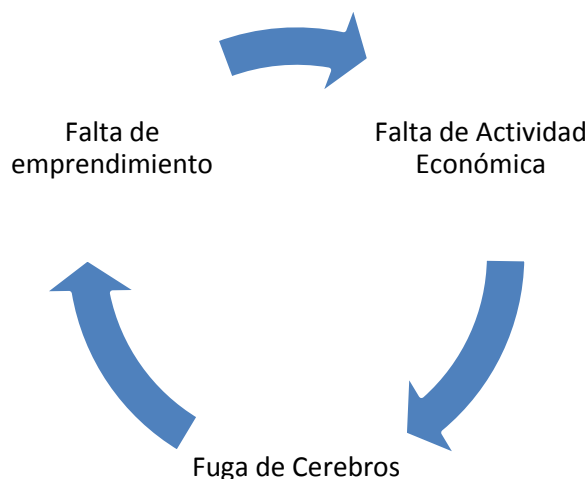 Falta de
emprendimiento
Falta de Actividad
Económica
Fuga de Cerebros